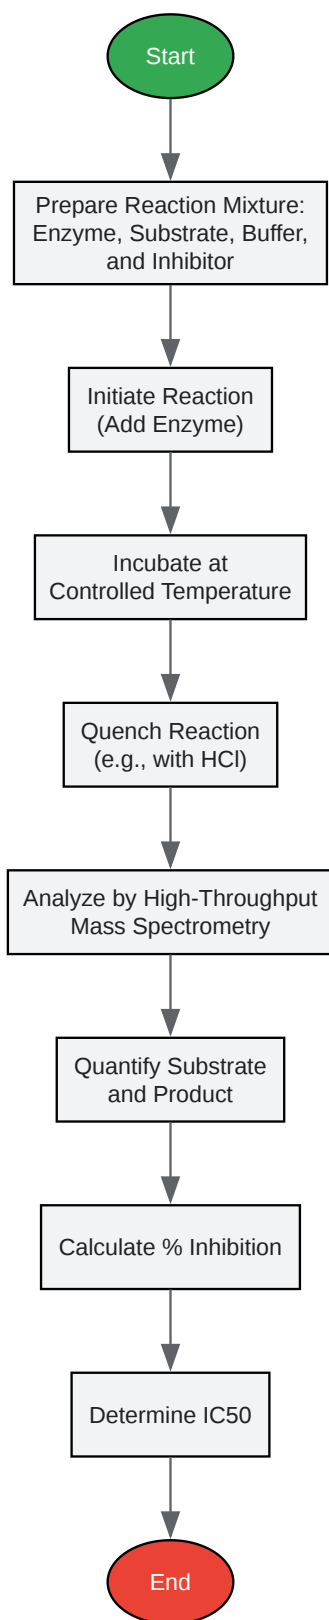 Start
Prepare Reaction Mixture:
Enzyme, Substrate, Buffer,
and Inhibitor
Initiate Reaction
(Add Enzyme)
Incubate at
Controlled Temperature
Quench Reaction
(e.g., with HCl)
Analyze by High-Throughput
Mass Spectrometry
Quantify Substrate
and Product
Calculate % Inhibition
Determine IC50
End